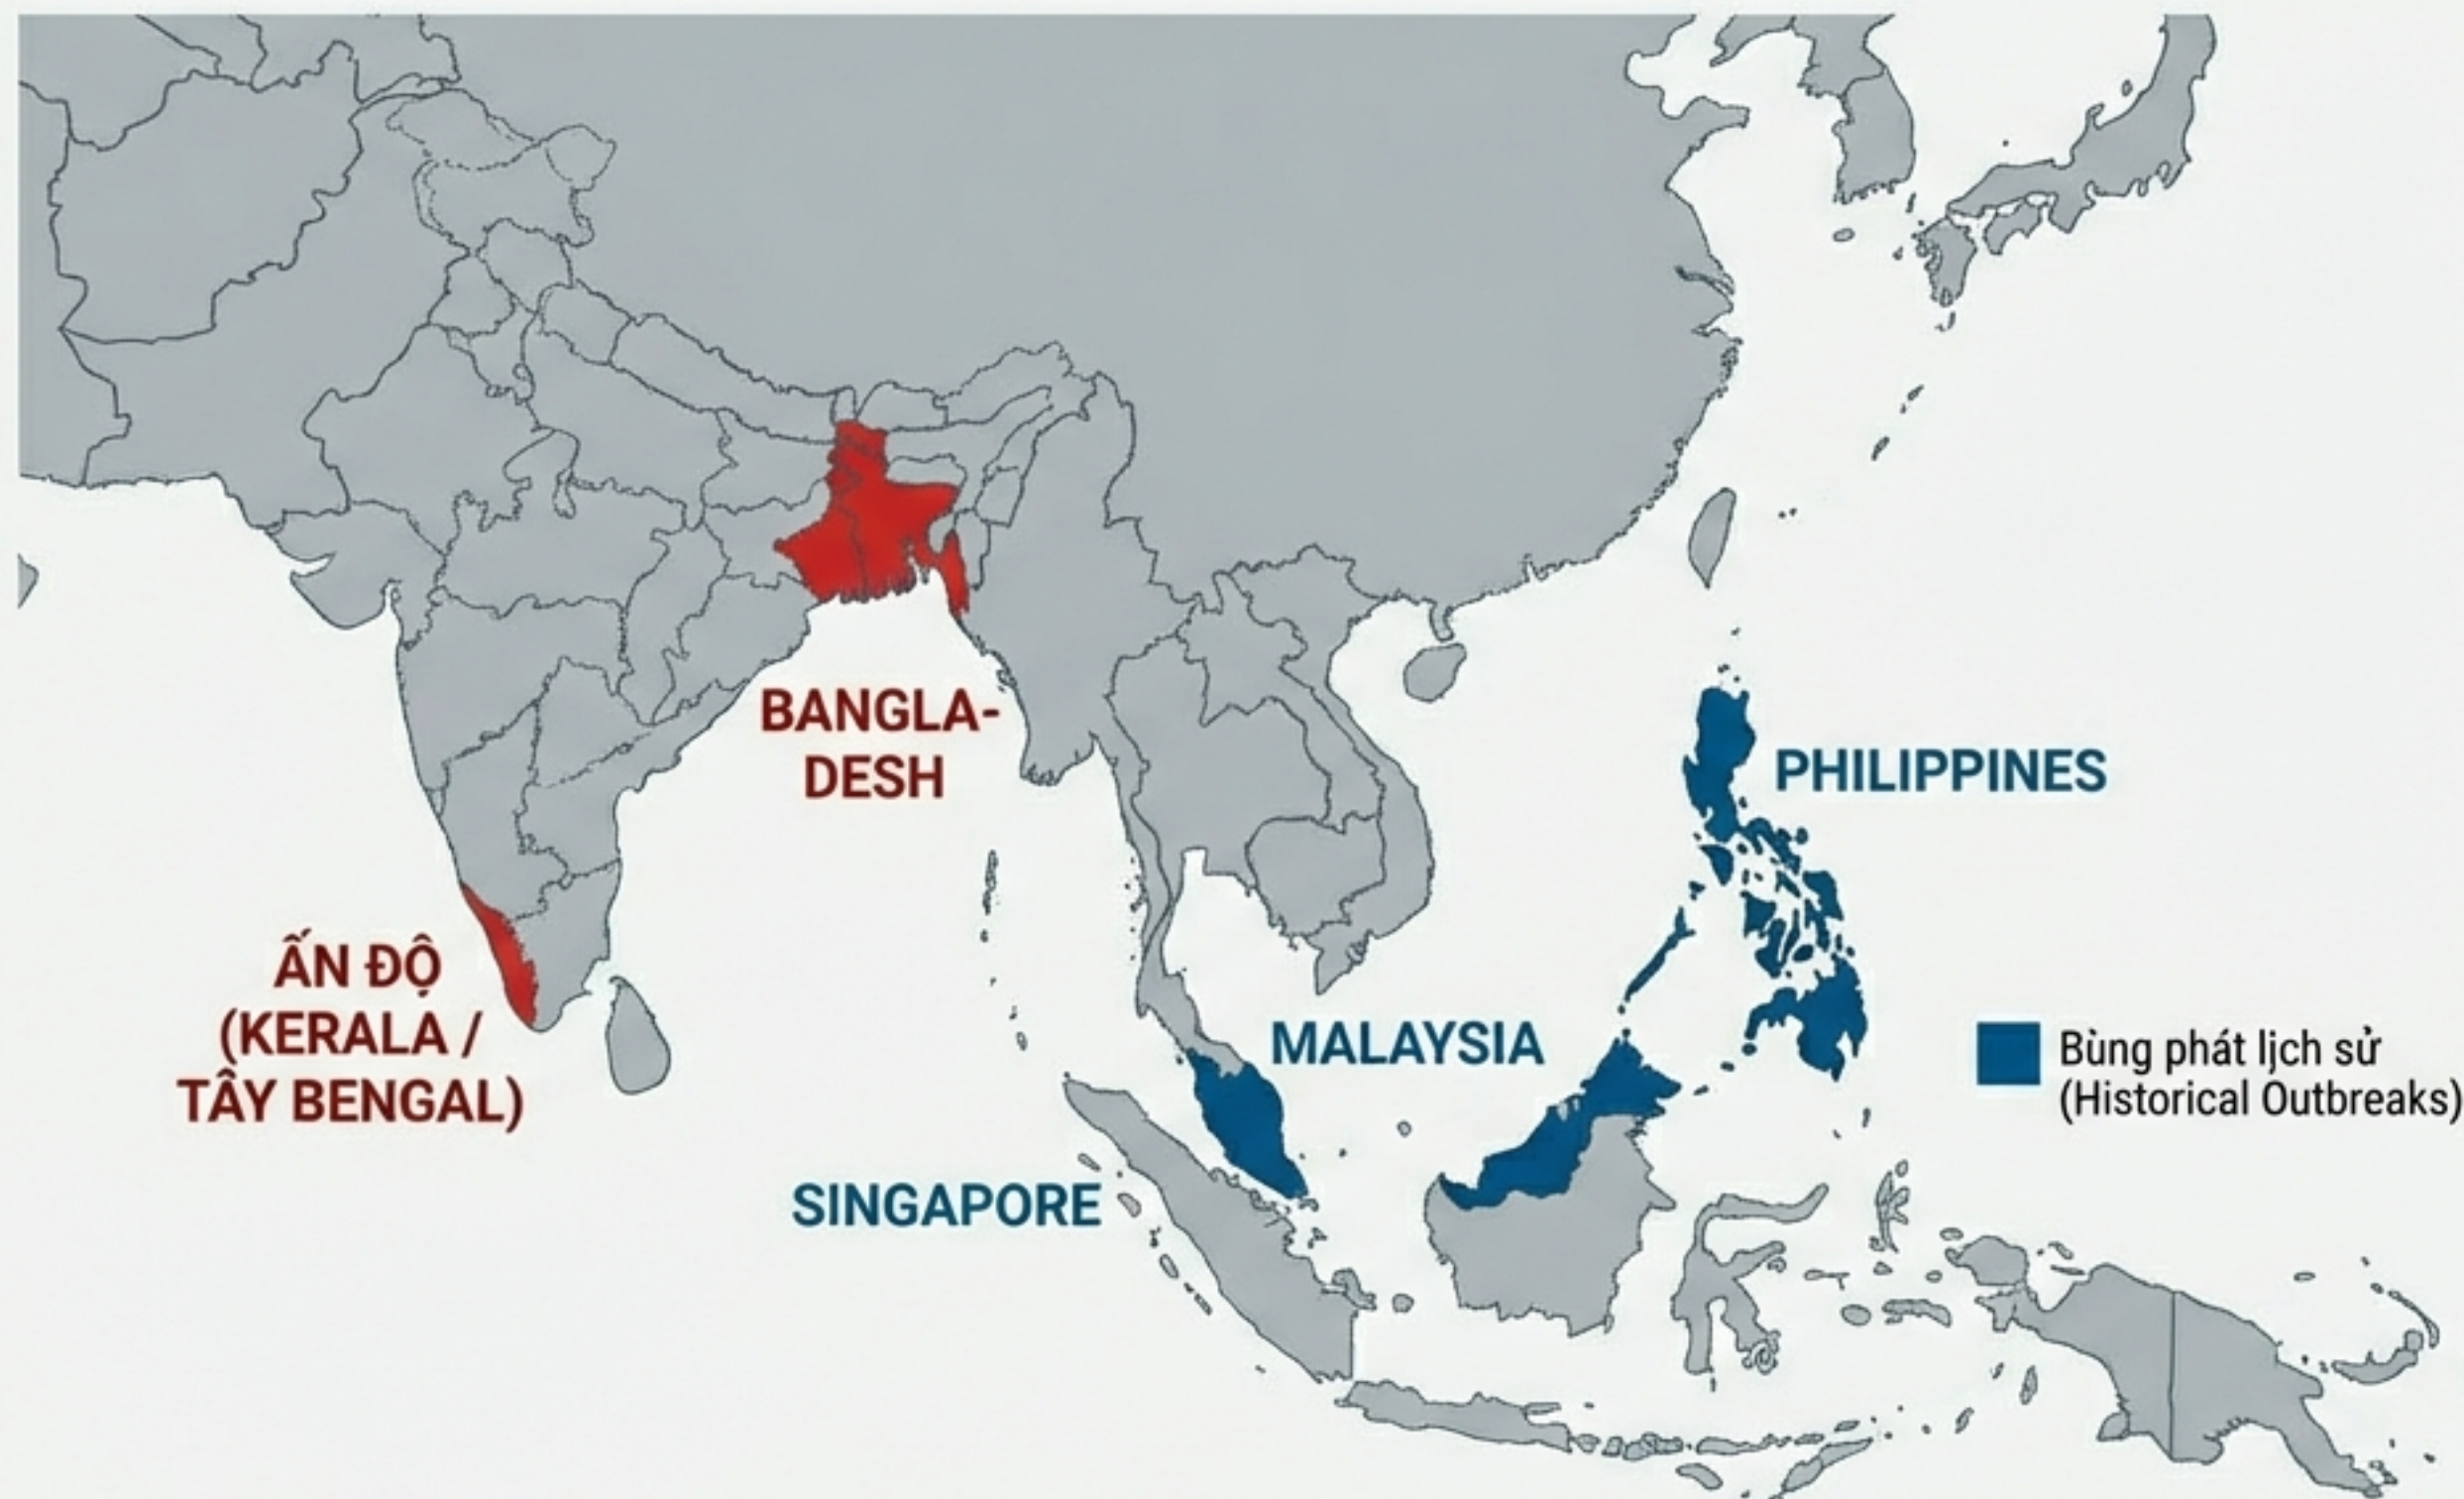 BANGLA-
DESH
PHILIPPINES
ẤN ĐỘ
(KERALA /
TÂY BENGAL)
MALAYSIA
SINGAPORE
Bùng phát lịch sử
(Historical Outbreaks)